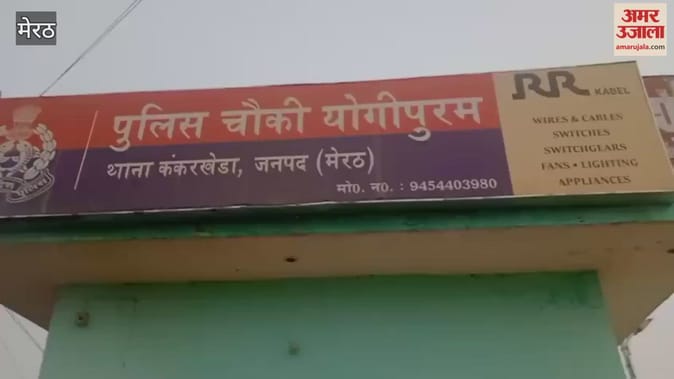 मेरठ
अमर
उजाला
amarujala.com
पुलिस चौकी योगीपुरम
थाना कंकरखेडा, जनपद (मेरठ)
मो0. न0. : 9454403980
RR KABEL
WIRES & CABLES
SWITCHES
SWITCHGEARS
FANS • LIGHTING
APPLIANCES